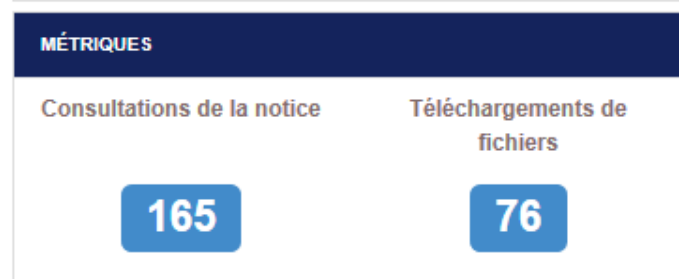 MÉTRIQUES
Consultations de la notice
Téléchargements de
fichiers
165
76